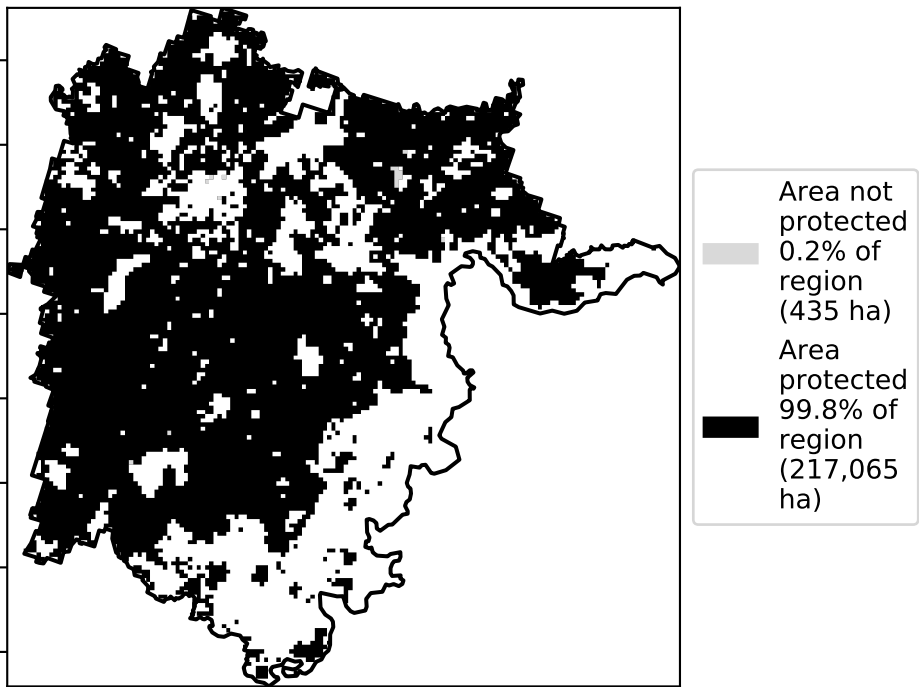 Area not
protected
0.2% of
region
(435 ha)
Area
protected
99.8% of
region
(217,065
ha)